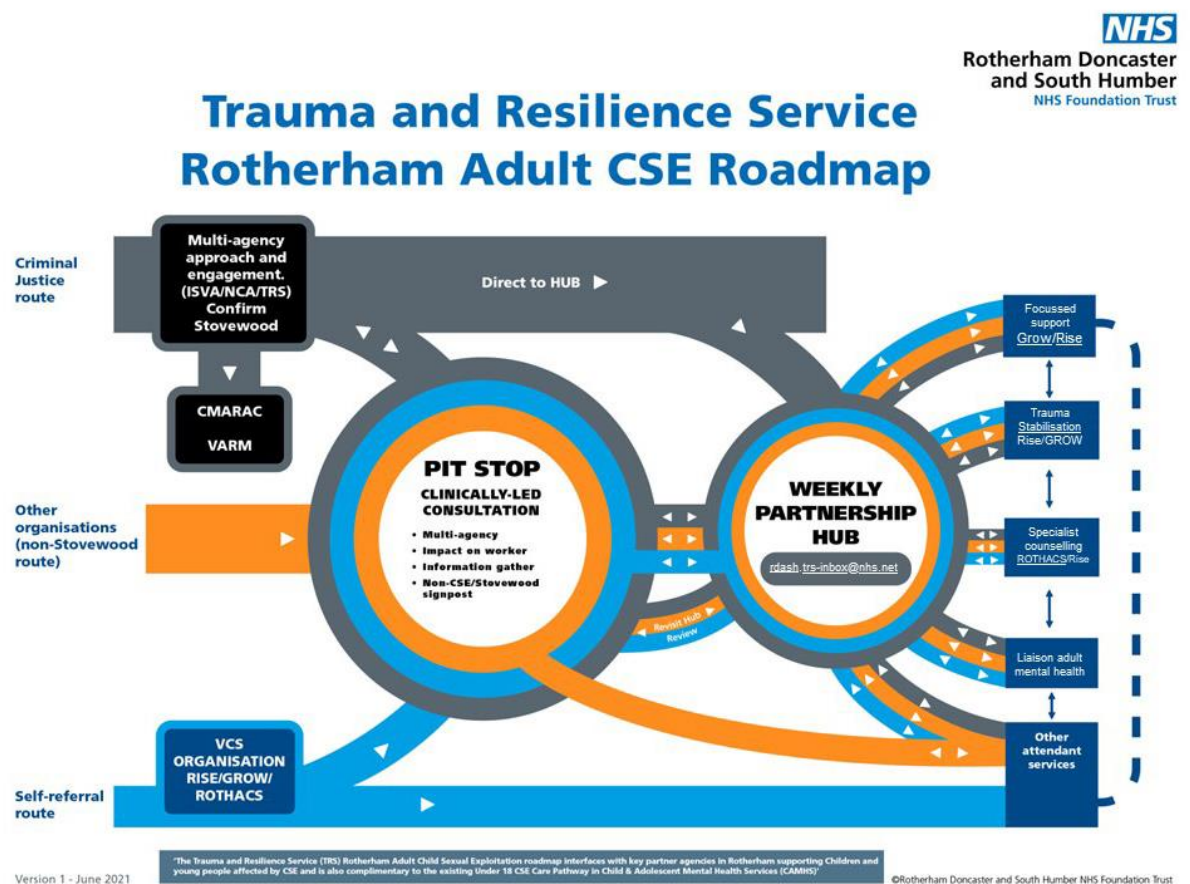 NHS
Rotherham Doncaster
and South Humber
NHS Foundation Trust
Trauma and Resilience Service
Rotherham Adult CSE Roadmap
Criminal
Justice
route
Multi-agency
approach and
engagement.
(ISVA/NCA/TRS)
Confirm
Stovewood
Direct to HUB
CMARAC
VARM
Other
organisations
(non-Stovewood
route)
PIT STOP
CLINICALLY-LED
CONSULTATION
• Multi-agency
• Impact on worker
• Information gather
• Non-CSE/Stovewood
signpost
WEEKLY
PARTNERSHIP
HUB
rdash.trs-inbox@nhs.net
Revisit Hub
Review
Focussed
support
Grow/Rise
Trauma
Stabilisation
Rise/GROW
Specialist
counselling
ROTHACS/Rise
Liaison adult
mental health
Other
attendant
services
VCS
ORGANISATION
RISE/GROW/
ROTHACS
Self-referral
route
'The Trauma and Resilience Service (TRS) Rotherham Adult Child Sexual Exploitation roadmap interfaces with key partner agencies in Rotherham supporting Children and
young people affected by CSE and is also complimentary to the existing Under 18 CSE Care Pathway in Child & Adolescent Mental Health Services (CAMHS)'
Version 1 - June 2021
©Rotherham Doncaster and South Humber NHS Foundation Trust